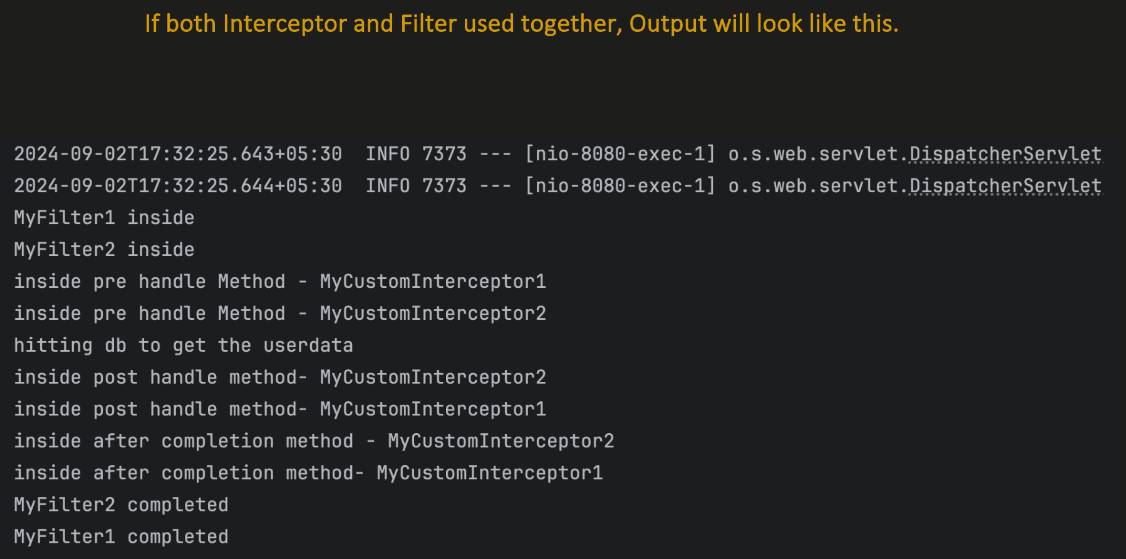 If both Interceptor and Filter used together, Output will look like this.
2024-09-02T17:32:25.643+05:30  INFO 7373 --- [nio-8080-exec-1] o.s.web.servlet.DispatcherServlet
2024-09-02T17:32:25.644+05:30  INFO 7373 --- [nio-8080-exec-1] o.s.web.servlet.DispatcherServlet
MyFilter1 inside
MyFilter2 inside
inside pre handle Method - MyCustomInterceptor1
inside pre handle Method - MyCustomInterceptor2
hitting db to get the userdata
inside post handle method- MyCustomInterceptor2
inside post handle method- MyCustomInterceptor1
inside after completion method - MyCustomInterceptor2
inside after completion method- MyCustomInterceptor1
MyFilter2 completed
MyFilter1 completed